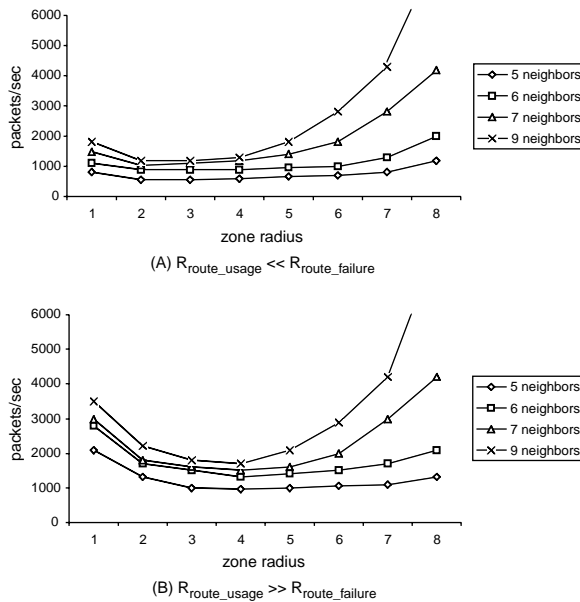 6000
5000
4000
3000
2000
1000
0
packets/sec
1 2 3 4 5 6 7 8
zone radius
5 neighbors
6 neighbors
7 neighbors
9 neighbors
(A) R_route_usage << R_route_failure
6000
5000
4000
3000
2000
1000
0
packets/sec
1 2 3 4 5 6 7 8
zone radius
5 neighbors
6 neighbors
7 neighbors
9 neighbors
(B) R_route_usage >> R_route_failure